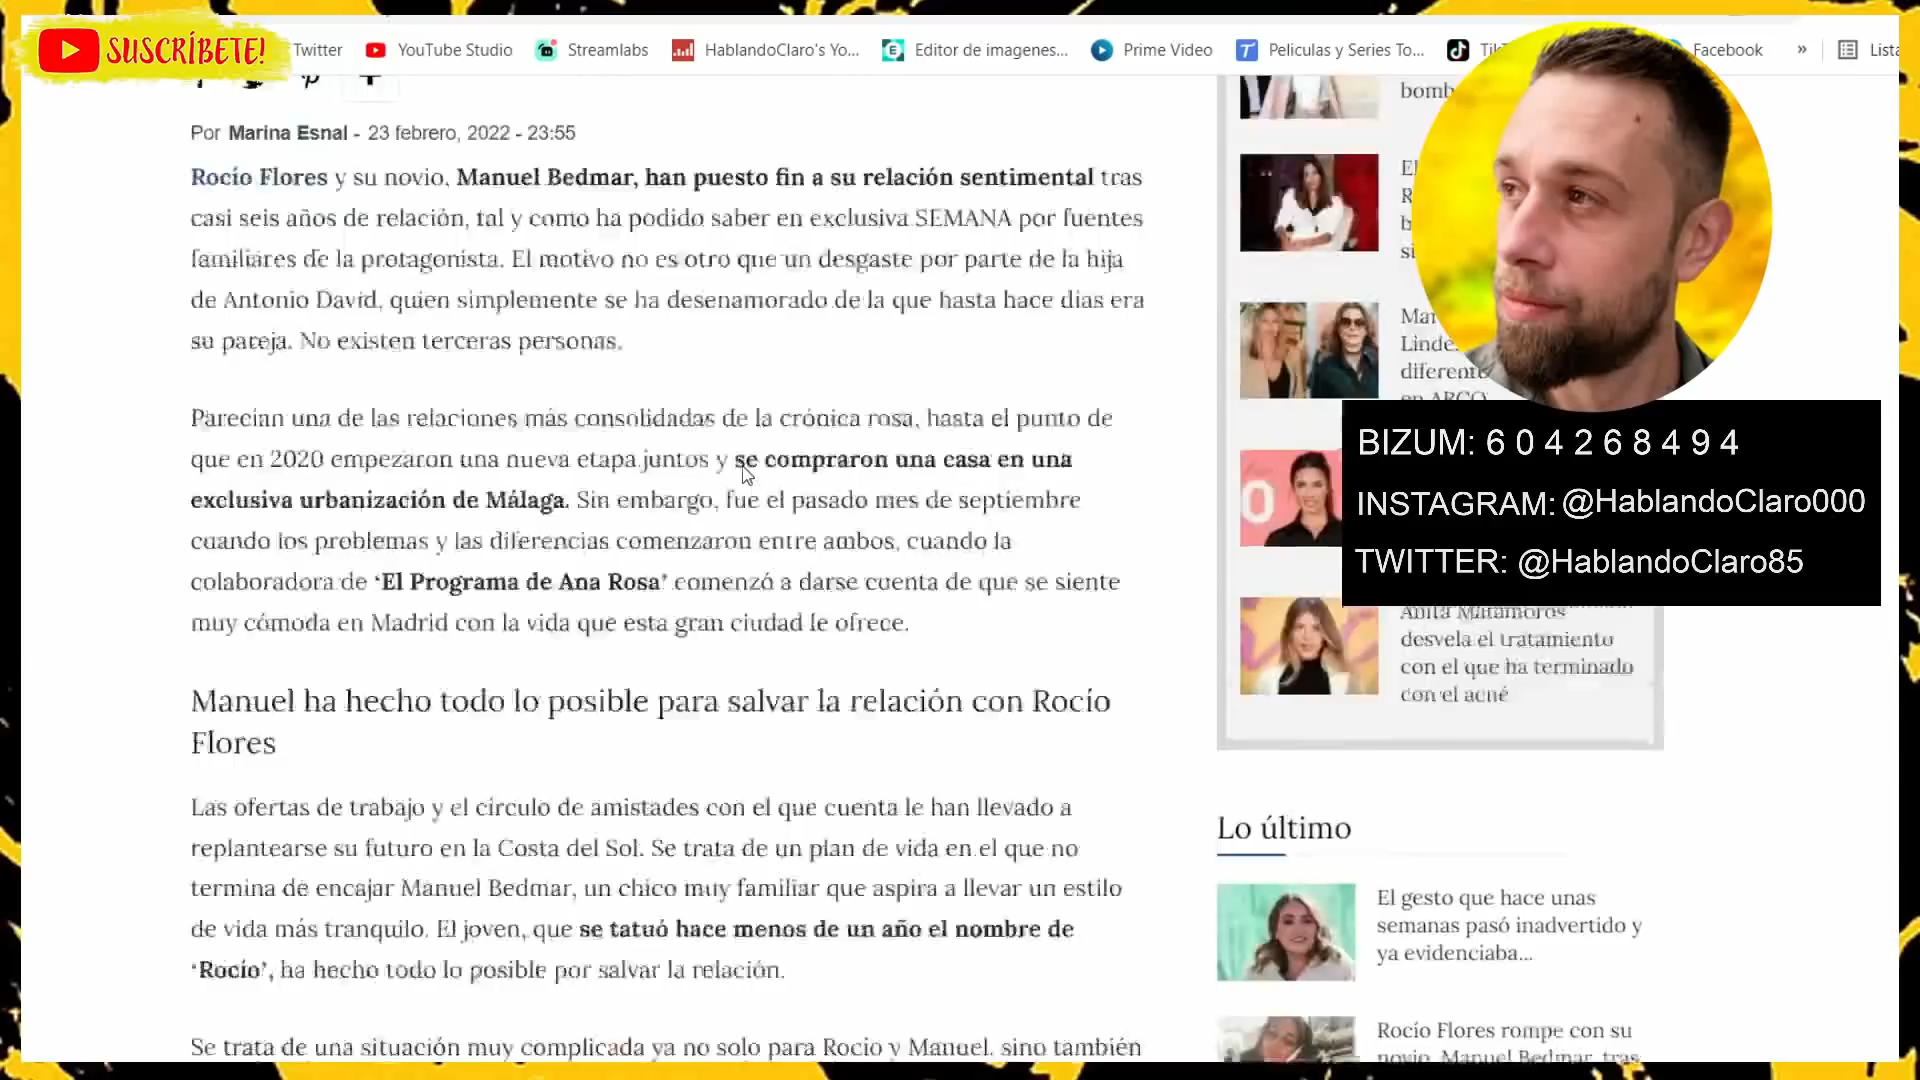 SUSCRÍBETE!
Twitter
YouTube Studio
Streamlabs
HablandoClaro's Yo...
Editor de imagenes...
Prime Video
Peliculas y Series To...
Facebook
»
Por Marina Esnal - 23 febrero, 2022 - 23:55
Rocío Flores y su novio, Manuel Bedmar, han puesto fin a su relación sentimental tras
casi seis años de relación, tal y como ha podido saber en exclusiva SEMANA por fuentes
familiares de la protagonista. El motivo no es otro que un desgaste por parte de la hija
de Antonio David, quien simplemente se ha desenamorado de la que hasta hace días era
su pareja. No existen terceras personas.
Parecían una de las relaciones más consolidadas de la crónica rosa, hasta el punto de
que en 2020 empezaron una nueva etapa juntos y se compraron una casa en una
exclusiva urbanización de Málaga. Sin embargo, fue el pasado mes de septiembre
cuando los problemas y las diferencias comenzaron entre ambos, cuando la
colaboradora de ‘El Programa de Ana Rosa’ comenzó a darse cuenta de que se siente
muy cómoda en Madrid con la vida que esta gran ciudad le ofrece.
Manuel ha hecho todo lo posible para salvar la relación con Rocío
Flores
Las ofertas de trabajo y el círculo de amistades con el que cuenta le han llevado a
replantearse su futuro en la Costa del Sol. Se trata de un plan de vida en el que no
termina de encajar Manuel Bedmar, un chico muy familiar que aspira a llevar un estilo
de vida más tranquilo. El joven, que se tatuó hace menos de un año el nombre de
‘Rocío’, ha hecho todo lo posible por salvar la relación.
Se trata de una situación muy complicada ya no solo para Rocío y Manuel, sino también
BIZUM: 6 0 4 2 6 8 4 9 4
INSTAGRAM: @HablandoClaro000
TWITTER: @HablandoClaro85
Anita Matamoros
desvela el tratamiento
con el que ha terminado
con el acné
Lo último
El gesto que hace unas
semanas pasó inadvertido y
ya evidenciaba...
Rocío Flores rompe con su
novio, Manuel Bedmar, tras